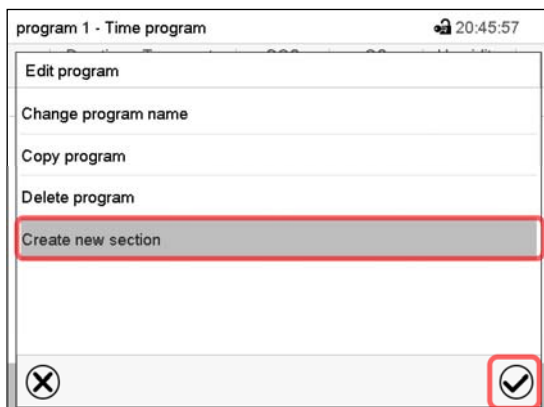 program 1 - Time program 20:45:57
Edit program
Change program name
Copy program
Delete program
Create new section